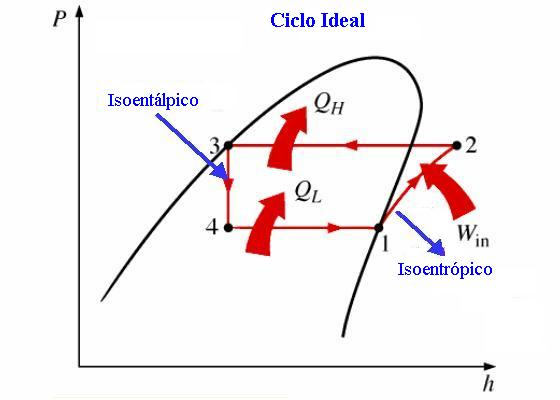 P
Ciclo Ideal
Isoentálpico
Q_H
3
2
Q_L
4
1
W_in
Isoentrópico
h